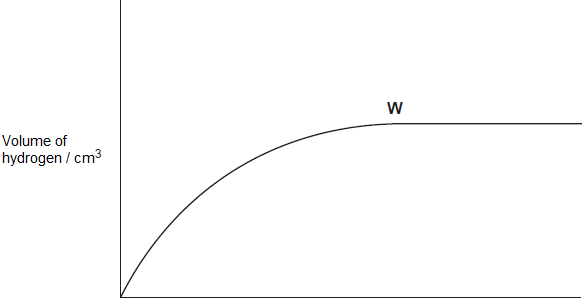 W
Volume of
hydrogen / cm³